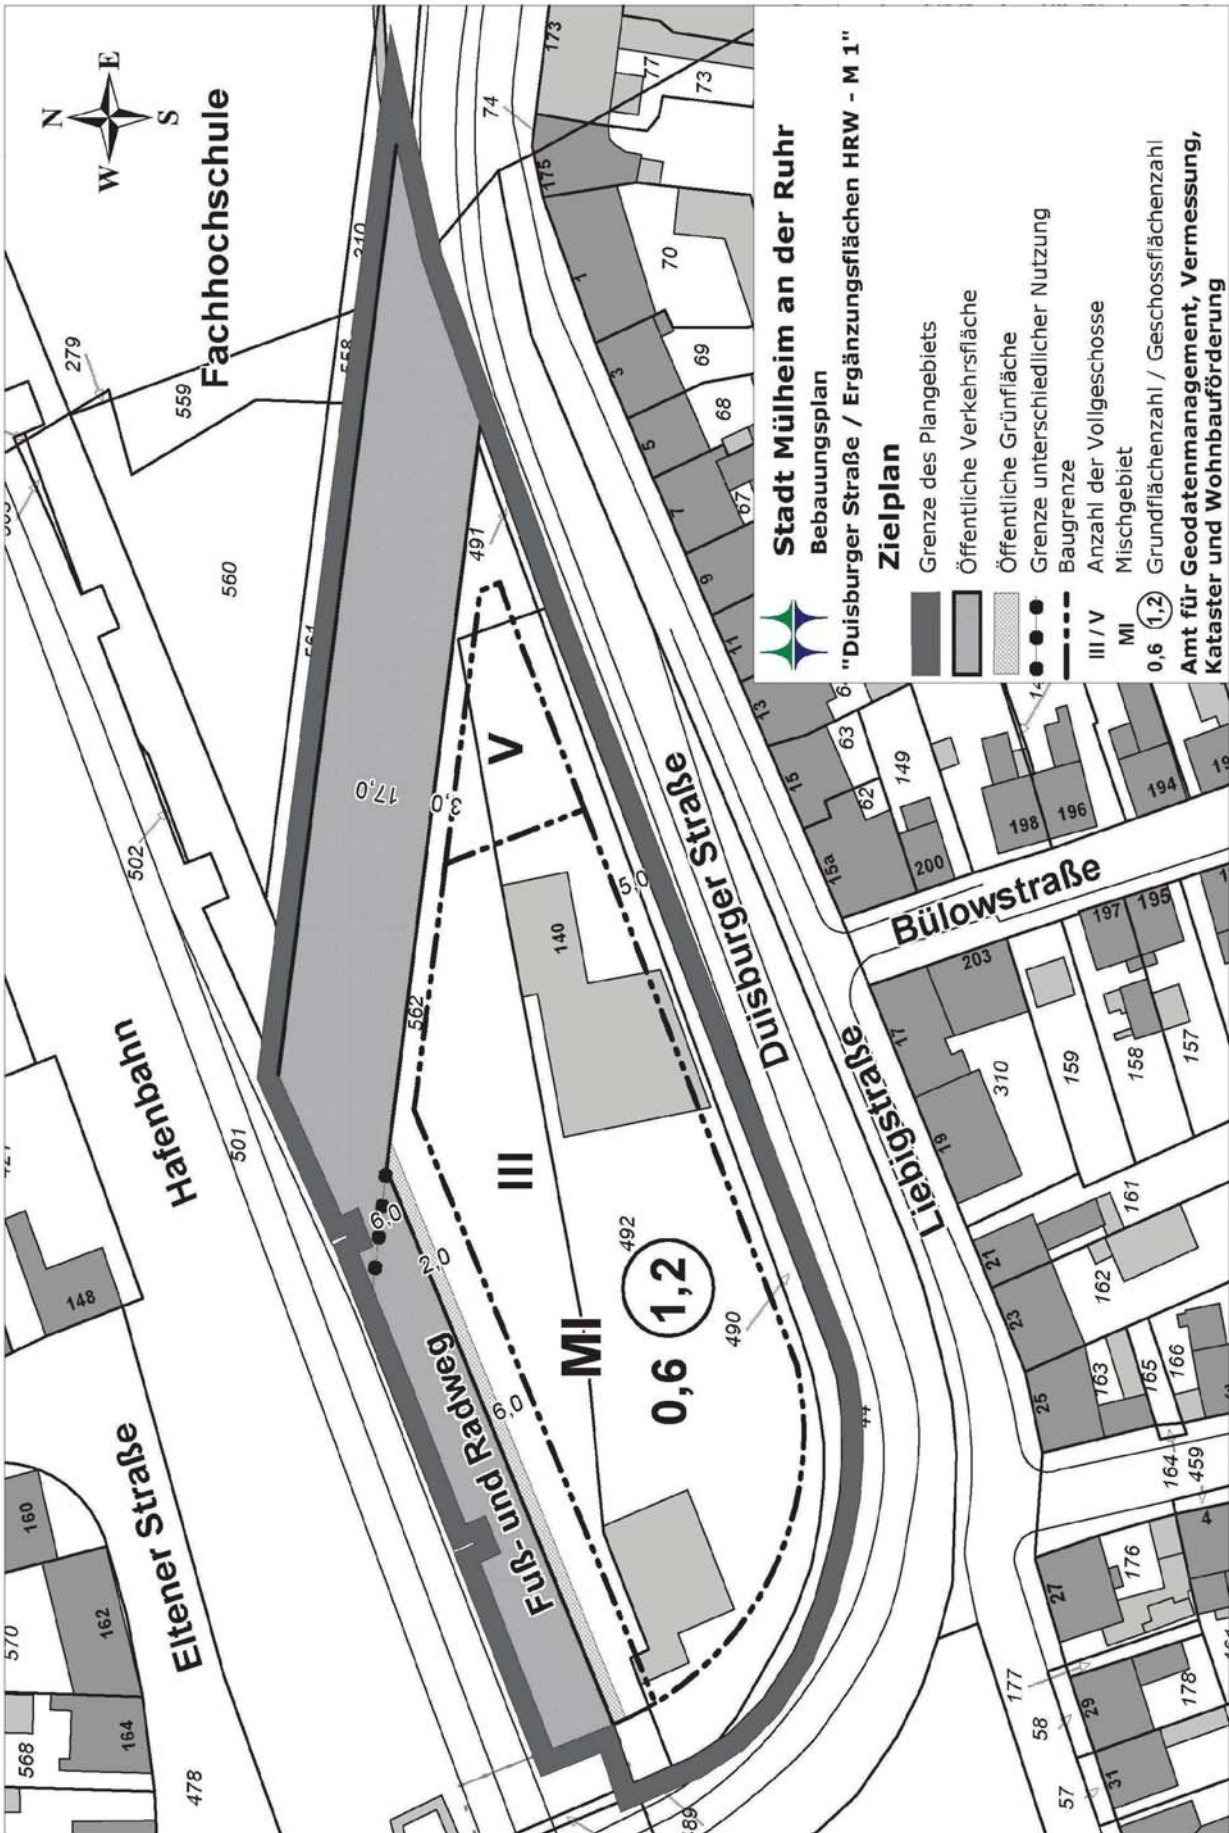 N
W E
S
Fachhochschule
Hafenbahn
Eltener Straße
Fuß- und Radweg
Duisburger Straße
Liebigstraße
Bülowstraße
MI
III
V
0,6 1,2
17,0
3,0
5,0
6,0
2,0
6,0
279
559
560
558
210
561
502
501
562
491
492
490
44
140
148
160
162
164
570
568
478
173
77
73
74
175
1
70
3
69
5
68
7
67
9
11
13
63
15
62
149
15a
200
198
196
194
197
195
203
17
310
159
158
157
19
21
161
162
23
163
165
166
25
164
459
4
27
176
177
29
178
58
31
57
Stadt Mülheim an der Ruhr
Bebauungsplan
"Duisburger Straße / Ergänzungsflächen HRW - M 1"
Zielplan
Grenze des Plangebiets
Öffentliche Verkehrsfläche
Öffentliche Grünfläche
Grenze unterschiedlicher Nutzung
Baugrenze
III / V Anzahl der Vollgeschosse
MI Mischgebiet
0,6 1,2 Grundflächenzahl / Geschossflächenzahl
Amt für Geodatenmanagement, Vermessung,
Kataster und Wohnbauförderung